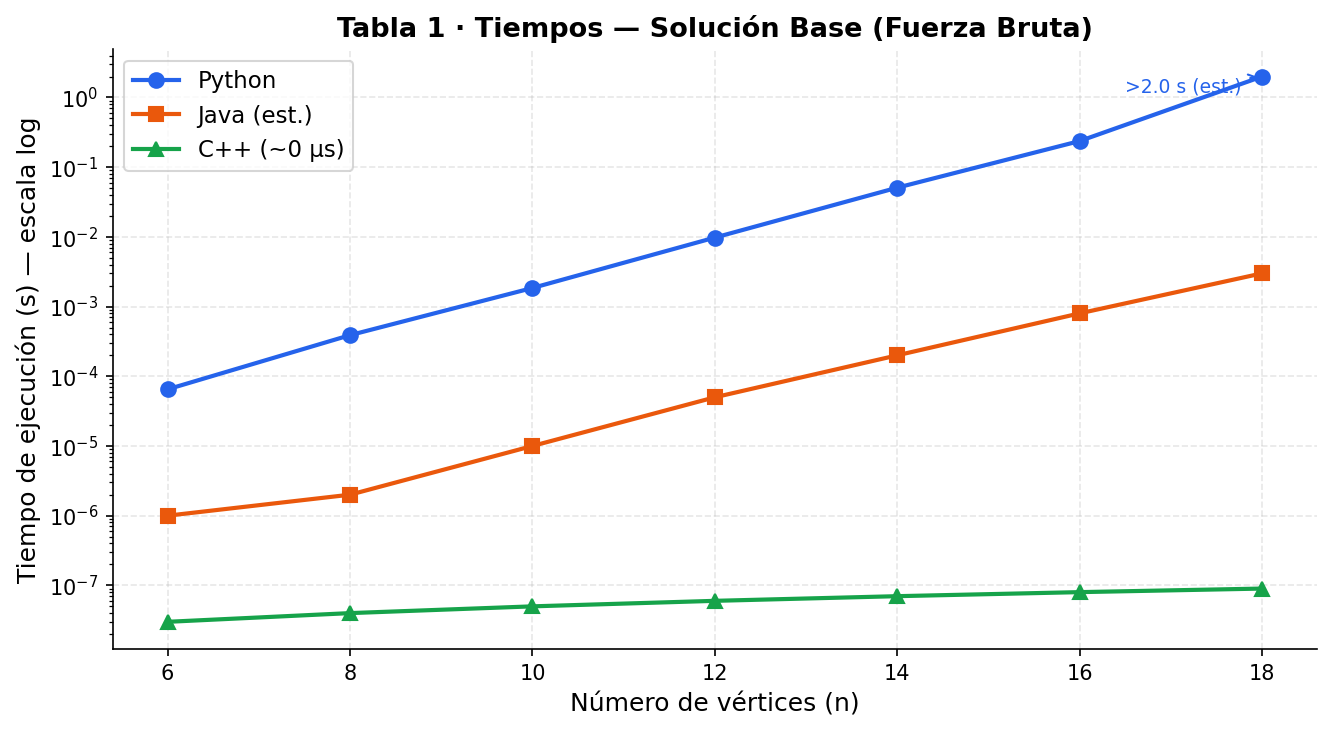 Tabla 1 · Tiempos — Solución Base (Fuerza Bruta)
Python
Java (est.)
C++ (~0 μs)
>2.0 s (est.)
Tiempo de ejecución (s) — escala log
10⁰
10⁻¹
10⁻²
10⁻³
10⁻⁴
10⁻⁵
10⁻⁶
10⁻⁷
6 8 10 12 14 16 18
Número de vértices (n)